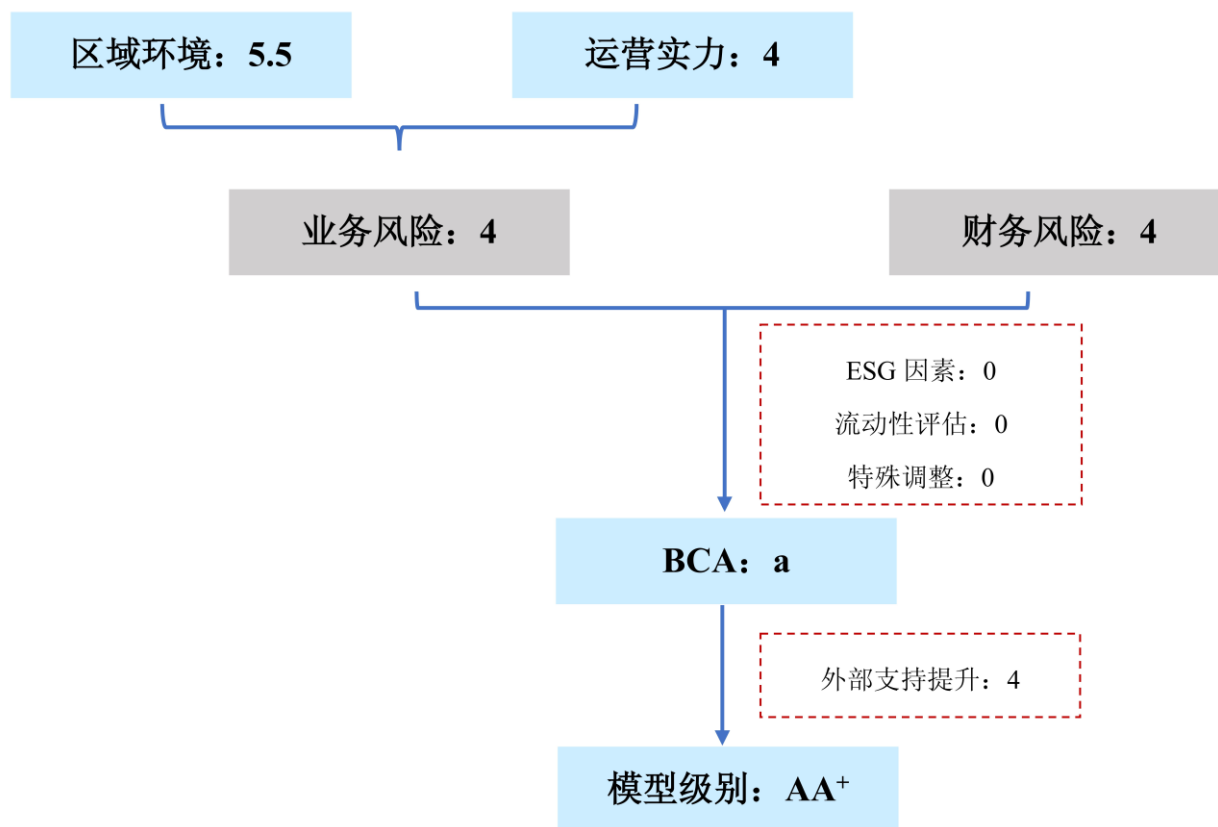 区域环境：5.5
运营实力：4
业务风险：4
财务风险：4
ESG 因素：0
流动性评估：0
特殊调整：0
BCA：a
外部支持提升：4
模型级别：AA⁺